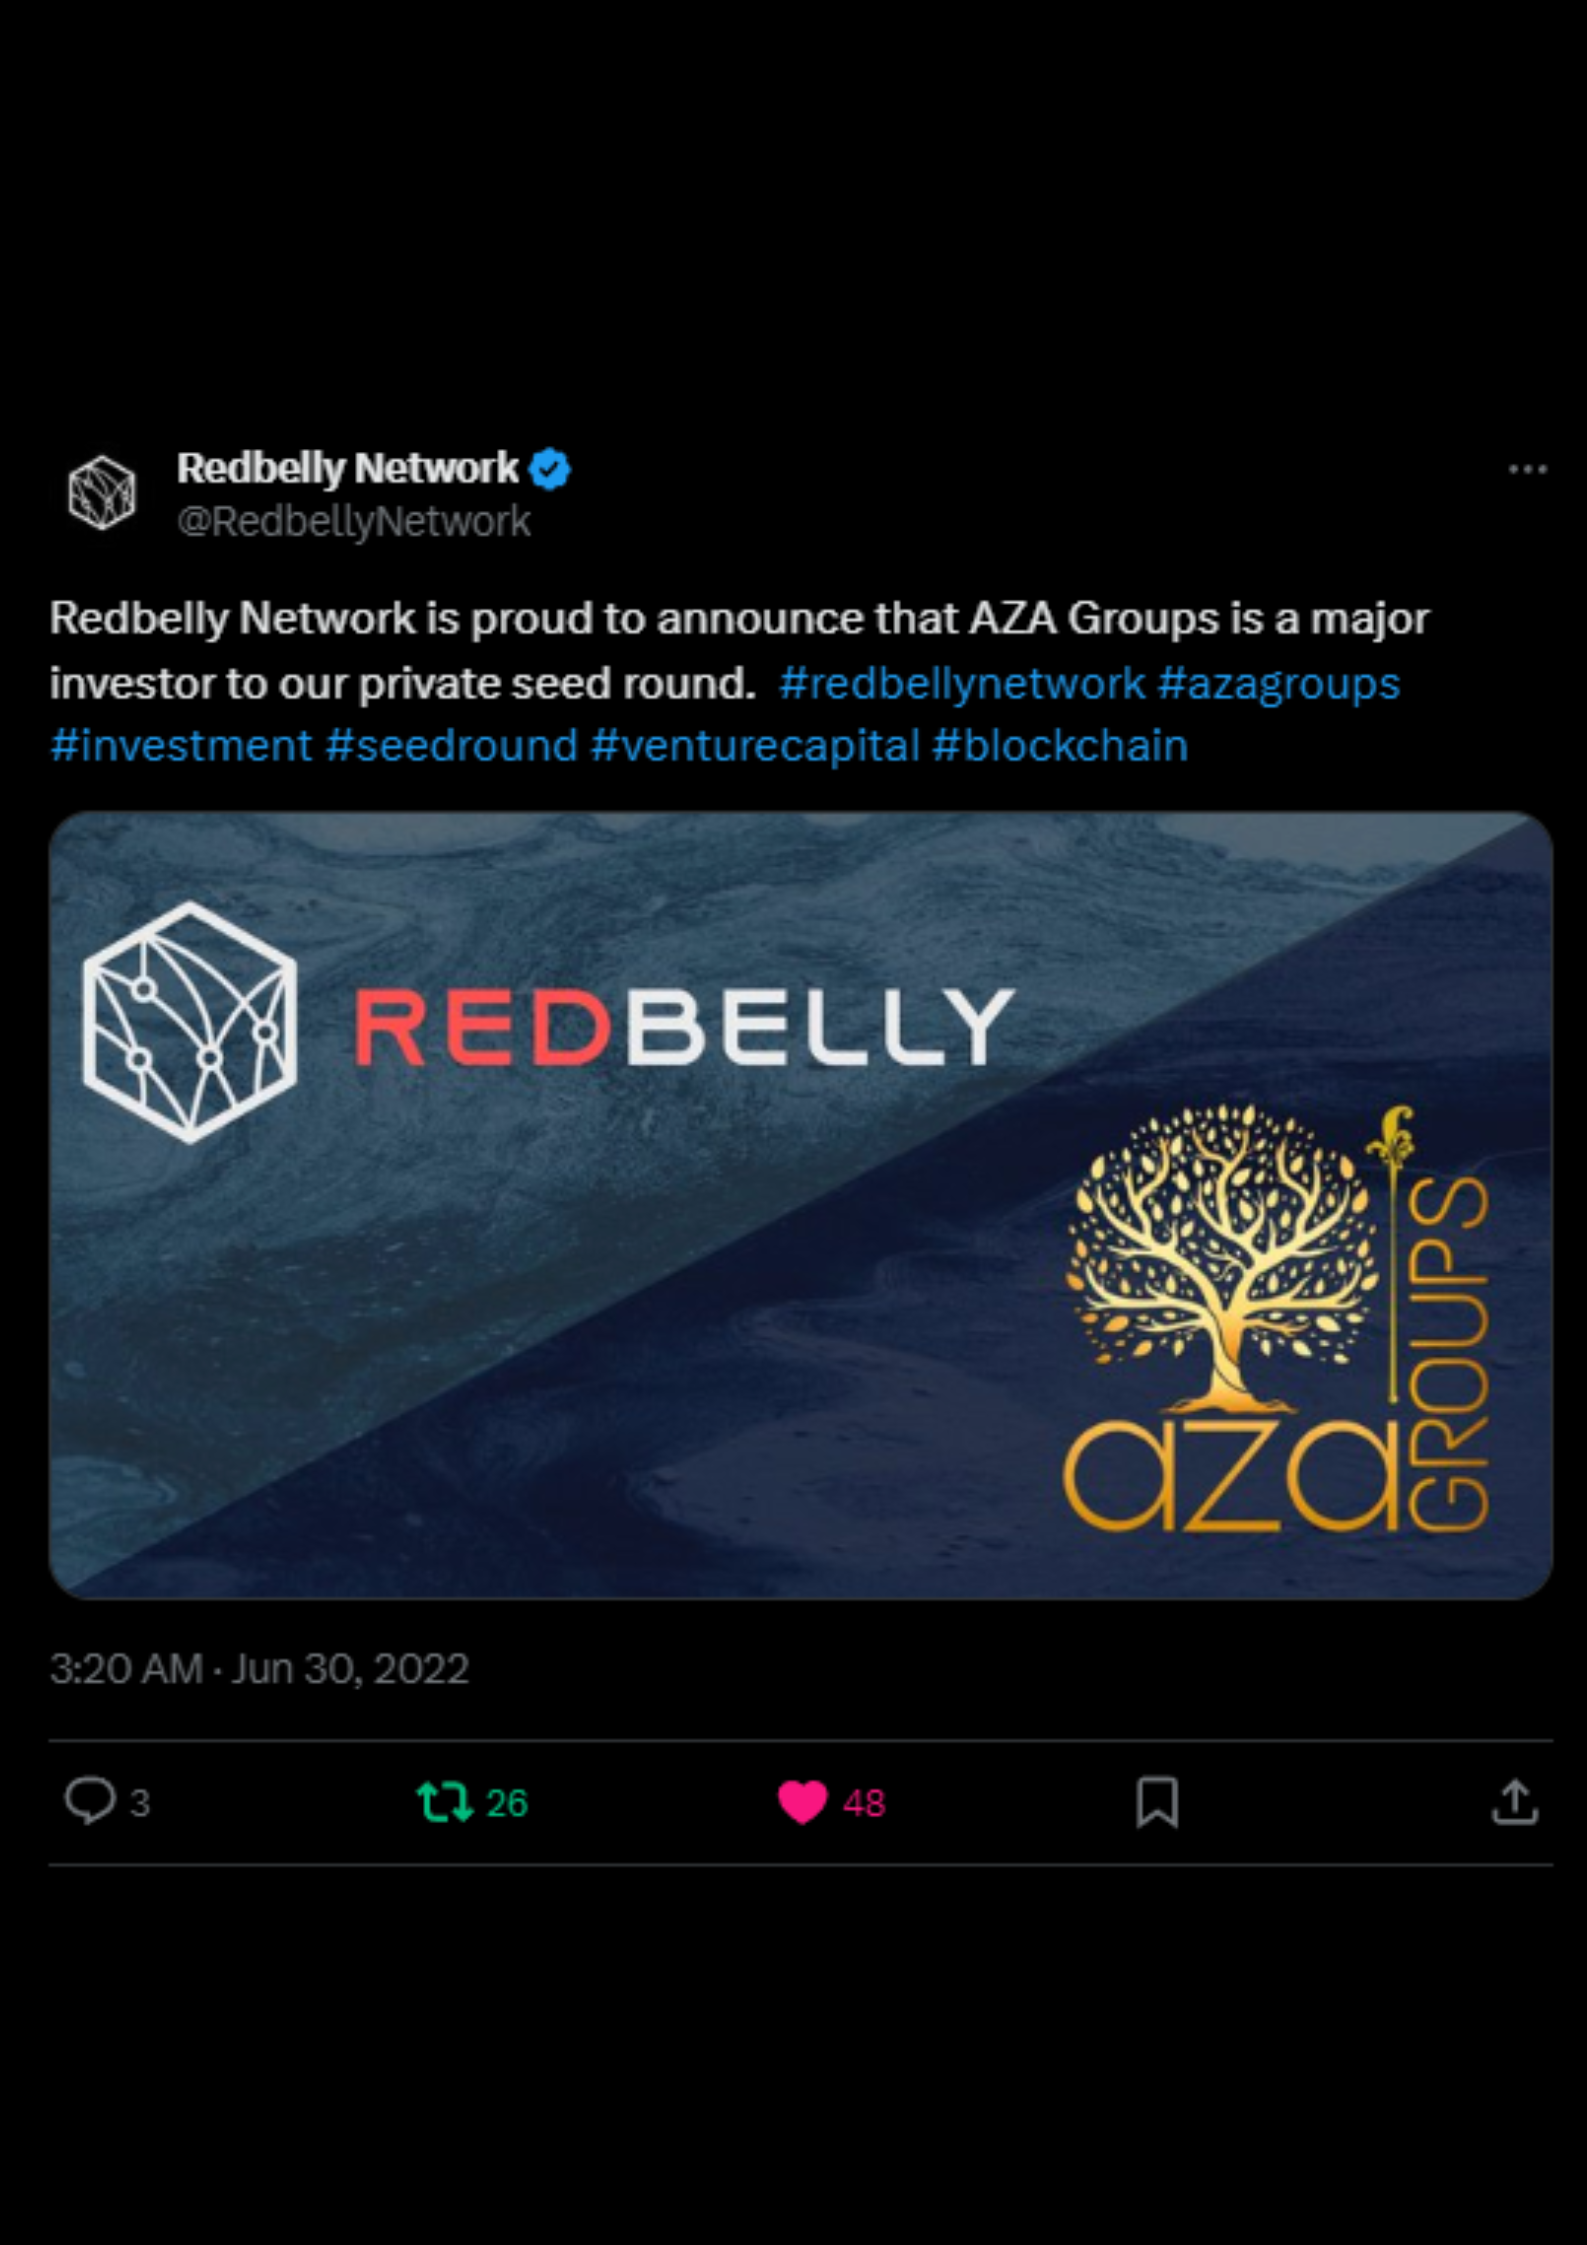 Redbelly Network
@RedbellyNetwork
Redbelly Network is proud to announce that AZA Groups is a major
investor to our private seed round. #redbellynetwork #azagroups
#investment #seedround #venturecapital #blockchain
REDBELLY
aza
GROUPS
3:20 AM · Jun 30, 2022
3
26
48